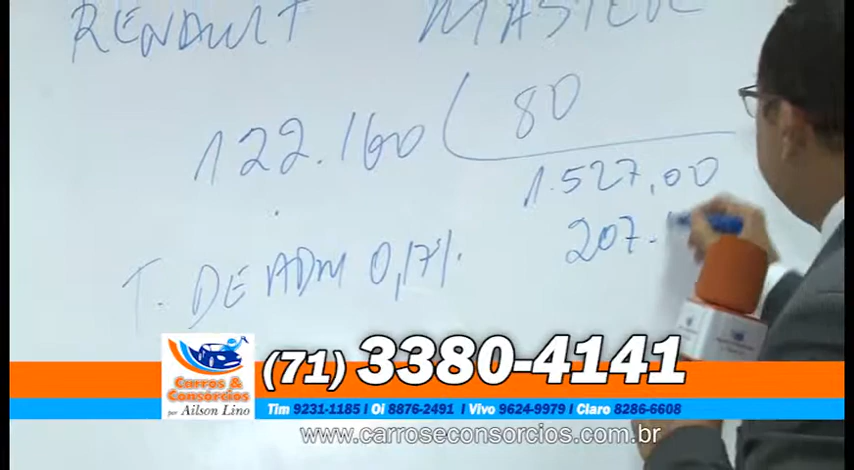 RENAULT MASTER
122.160 80
1.527,00
T. DE ADM 0,17%. 207.
(71) 3380-4141
Carros &
Consórcios
por Ailson Lino
Tim 9231-1185 | Oi 8876-2491 | Vivo 9624-9979 | Claro 8286-6608
www.carroseconsorcios.com.br